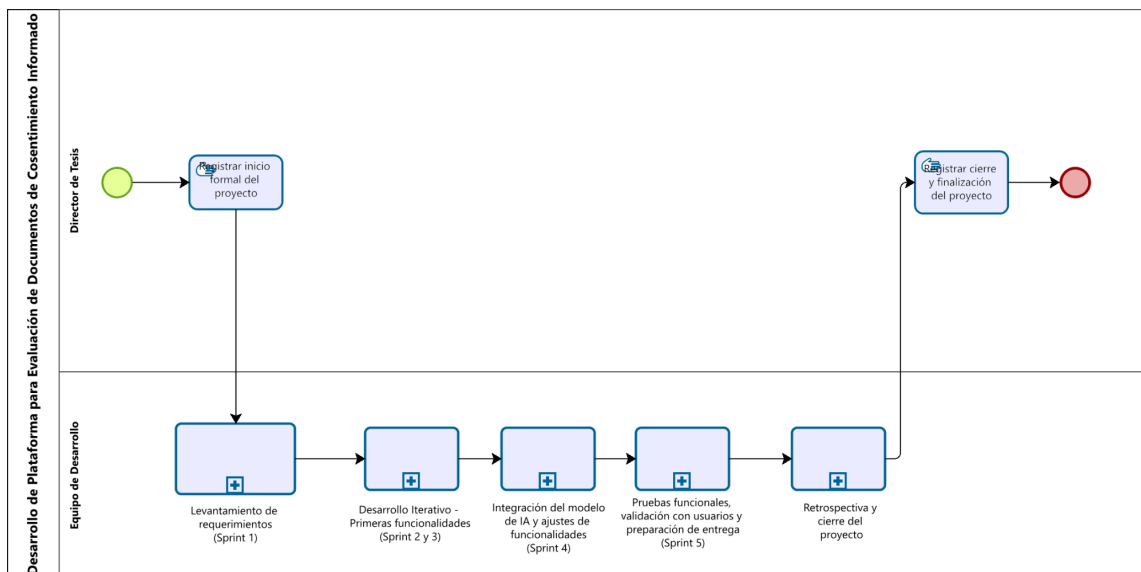 Desarrollo de Plataforma para Evaluación de Documentos de Cosentimiento Informado
Director de Tesis
Registrar inicio
formal del
proyecto
Registrar cierre
y finalización
del proyecto
Equipo de Desarrollo
Levantamiento de
requerimientos
(Sprint 1)
Desarrollo Iterativo -
Primeras funcionalidades
(Sprint 2 y 3)
Integración del modelo
de IA y ajustes de
funcionalidades
(Sprint 4)
Pruebas funcionales,
validación con usuarios y
preparación de entrega
(Sprint 5)
Retrospectiva y
cierre del
proyecto